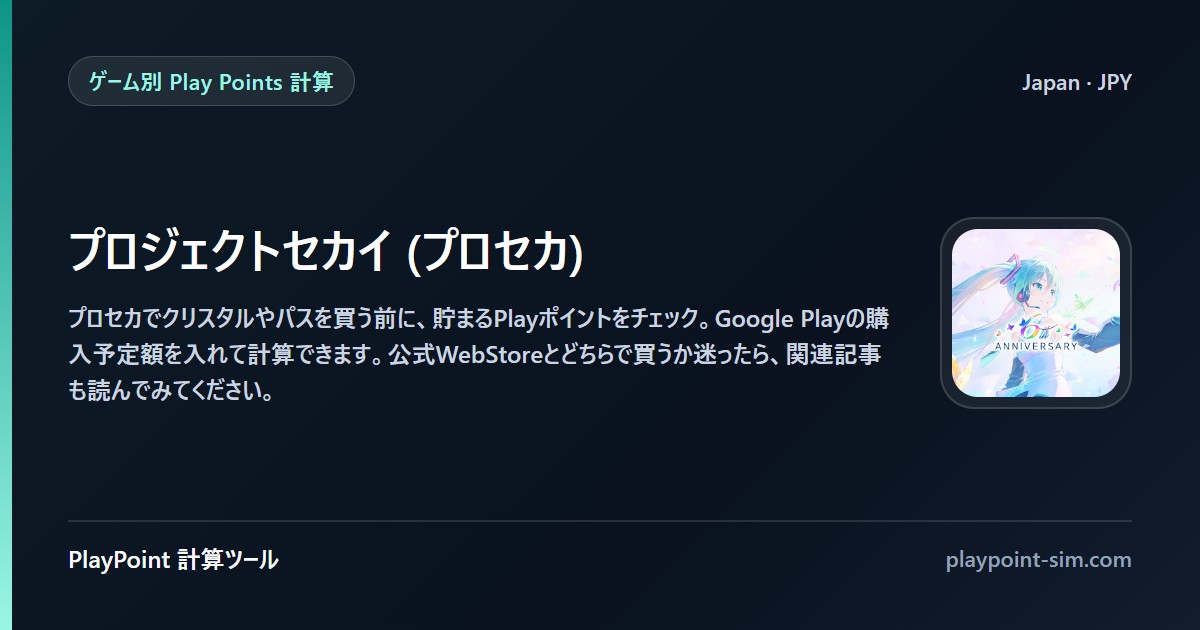 ゲーム別 Play Points 計算
Japan · JPY
プロジェクトセカイ (プロセカ)
プロセカでクリスタルやパスを買う前に、貯まるPlayポイントをチェック。Google Playの購
入予定額を入れて計算できます。公式WebStoreとどちらで買うか迷ったら、関連記事
も読んでみてください。
6th
ANNIVERSARY
PlayPoint 計算ツール
playpoint-sim.com